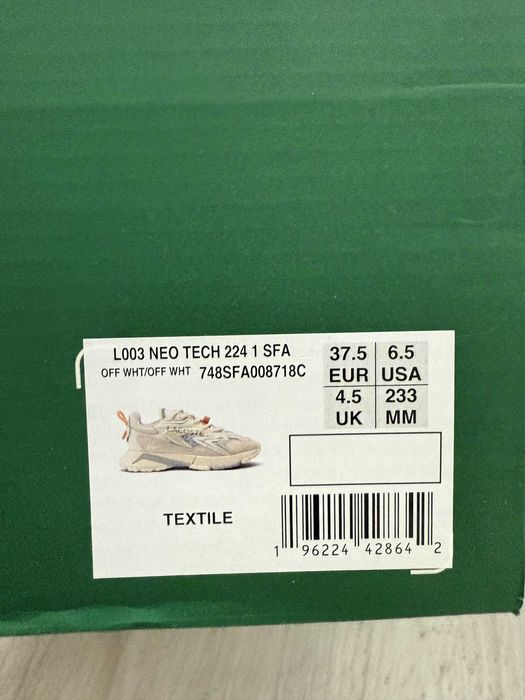 L003 NEO TECH 224 1 SFA
OFF WHT/OFF WHT 748SFA008718C
37.5 EUR
6.5 USA
4.5 UK
233 MM
LACOSTE
TEXTILE
1 96224 42864 2